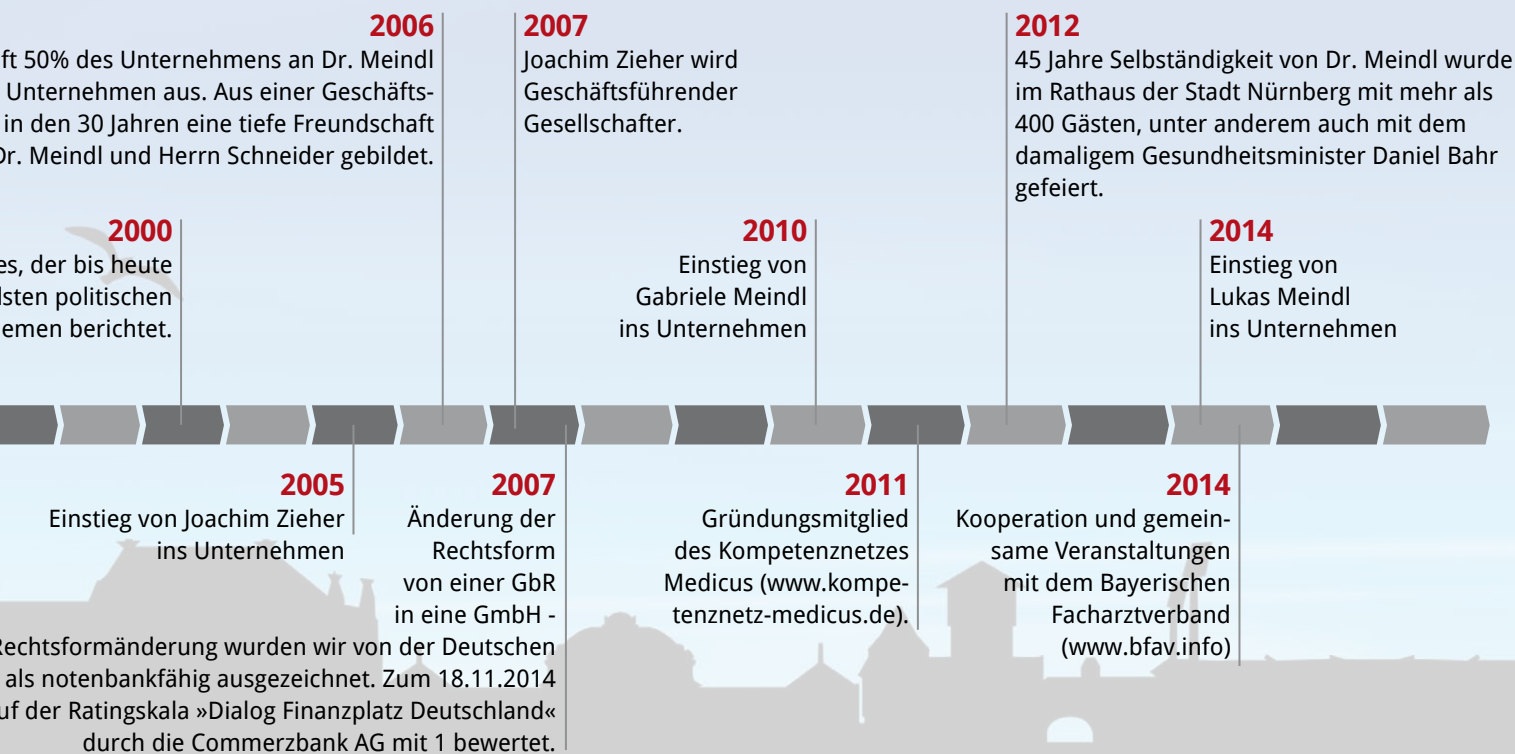 2006
50% des Unternehmens an Dr. Meindl
Unternehmen aus. Aus einer Geschäfts-
in den 30 Jahren eine tiefe Freundschaft
Dr. Meindl und Herrn Schneider gebildet.
2007
Joachim Zieher wird
Geschäftsführender
Gesellschafter.
2012
45 Jahre Selbständigkeit von Dr. Meindl wurde
im Rathaus der Stadt Nürnberg mit mehr als
400 Gästen, unter anderem auch mit dem
damaligem Gesundheitsminister Daniel Bahr
gefeiert.
2000
der bis heute
politischen
berichtet.
2010
Einstieg von
Gabriele Meindl
ins Unternehmen
2014
Einstieg von
Lukas Meindl
ins Unternehmen
2005
Einstieg von Joachim Zieher
ins Unternehmen
2007
Änderung der
Rechtsform
von einer GbR
in eine GmbH -
Rechtsformänderung wurden wir von der Deutschen
als notenbankfähig ausgezeichnet. Zum 18.11.2014
auf der Ratingskala »Dialog Finanzplatz Deutschland«
durch die Commerzbank AG mit 1 bewertet.
2011
Gründungsmitglied
des Kompetenznetzes
Medicus (www.kompe-
tenznetz-medicus.de).
2014
Kooperation und gemein-
same Veranstaltungen
mit dem Bayerischen
Facharztverband
(www.bfav.info)